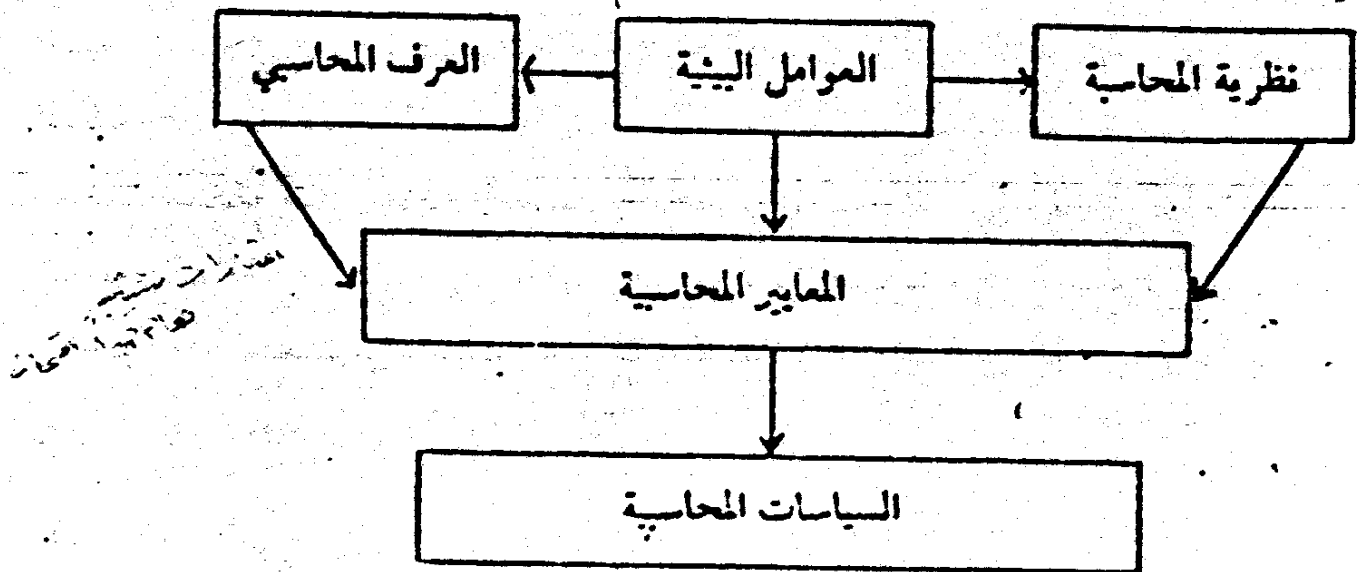 نظرية المحاسبة
العوامل البيئية
العرف المحاسبي
المعايير المحاسبية
السياسات المحاسبية